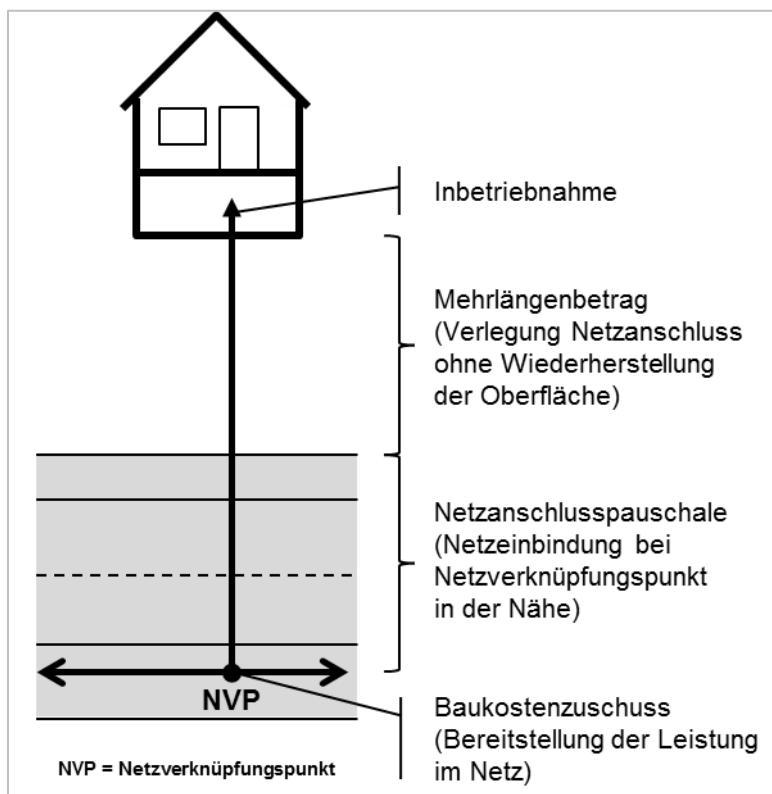 Inbetriebnahme
Mehrlängenbetrag
(Verlegung Netzanschluss
ohne Wiederherstellung
der Oberfläche)
Netzanschlusspauschale
(Netzeinbindung bei
Netzverknüpfungspunkt
in der Nähe)
NVP
Baukostenzuschuss
(Bereitstellung der Leistung
im Netz)
NVP = Netzverknüpfungspunkt